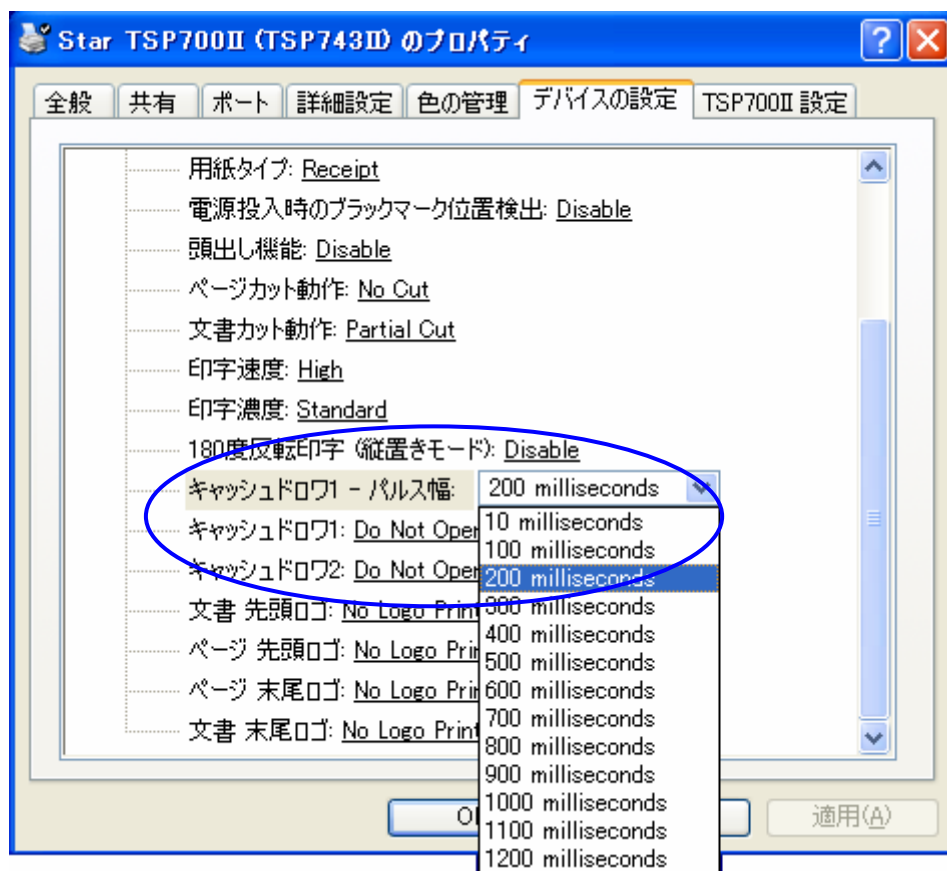 Star TSP700Ⅱ (TSP743Ⅱ) のプロパティ
全般 共有 ポート 詳細設定 色の管理 デバイスの設定 TSP700Ⅱ 設定
用紙タイプ: Receipt
電源投入時のブラックマーク位置検出: Disable
頭出し機能: Disable
ページカット動作: No Cut
文書カット動作: Partial Cut
印字速度: High
印字濃度: Standard
180度反転印字 (縦置きモード): Disable
キャッシュドロワ1 - パルス幅: 200 milliseconds
キャッシュドロワ1: Do Not Open
キャッシュドロワ2: Do Not Open
文書 先頭ロゴ: No Logo Print
ページ 先頭ロゴ: No Logo Prin
ページ 末尾ロゴ: No Logo Prin
文書 末尾ロゴ: No Logo Print
10 milliseconds
100 milliseconds
200 milliseconds
300 milliseconds
400 milliseconds
500 milliseconds
600 milliseconds
700 milliseconds
800 milliseconds
900 milliseconds
1000 milliseconds
1100 milliseconds
1200 milliseconds
適用(A)